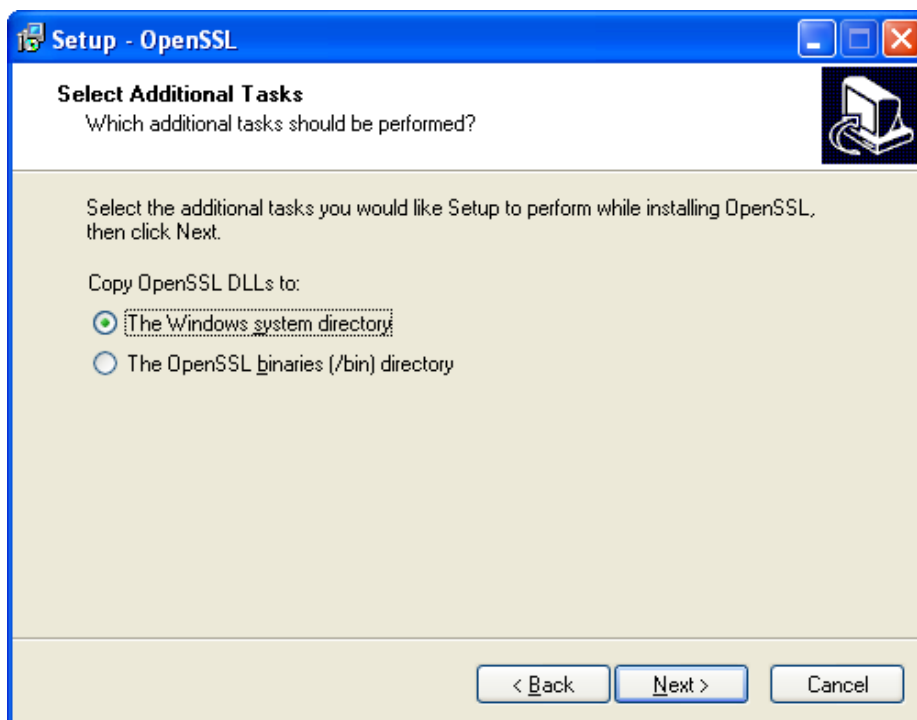 Setup - OpenSSL
Select Additional Tasks
Which additional tasks should be performed?
Select the additional tasks you would like Setup to perform while installing OpenSSL,
then click Next.
Copy OpenSSL DLLs to:
The Windows system directory
The OpenSSL binaries (/bin) directory
< Back Next > Cancel